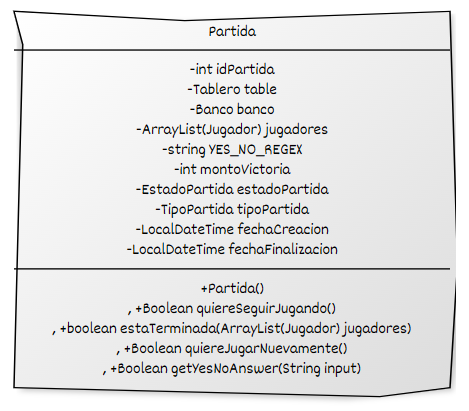 Partida
-int idPartida
-Tablero table
-Banco banco
-ArrayList(Jugador) jugadores
-string YES_NO_REGEX
-int montoVictoria
-EstadoPartida estadoPartida
-TipoPartida tipoPartida
-LocalDateTime fechaCreacion
-LocalDateTime fechaFinalizacion
+Partida()
, +Boolean quiereSeguirJugando()
, +boolean estaTerminada(ArrayList(Jugador) jugadores)
, +Boolean quiereJugarNuevamente()
, +Boolean getYesNoAnswer(String input)